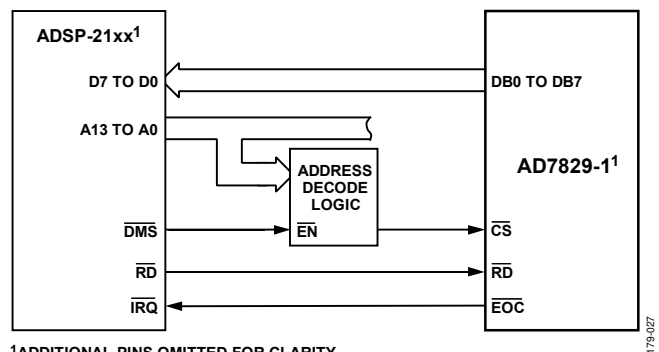 ADSP-21xx1
D7 TO D0
DB0 TO DB7
A13 TO A0
AD7829-11
ADDRESS
DECODE
LOGIC
DMS
EN
CS
RD
RD
IRQ
EOC
1ADDITIONAL PINS OMITTED FOR CLARITY
179-027